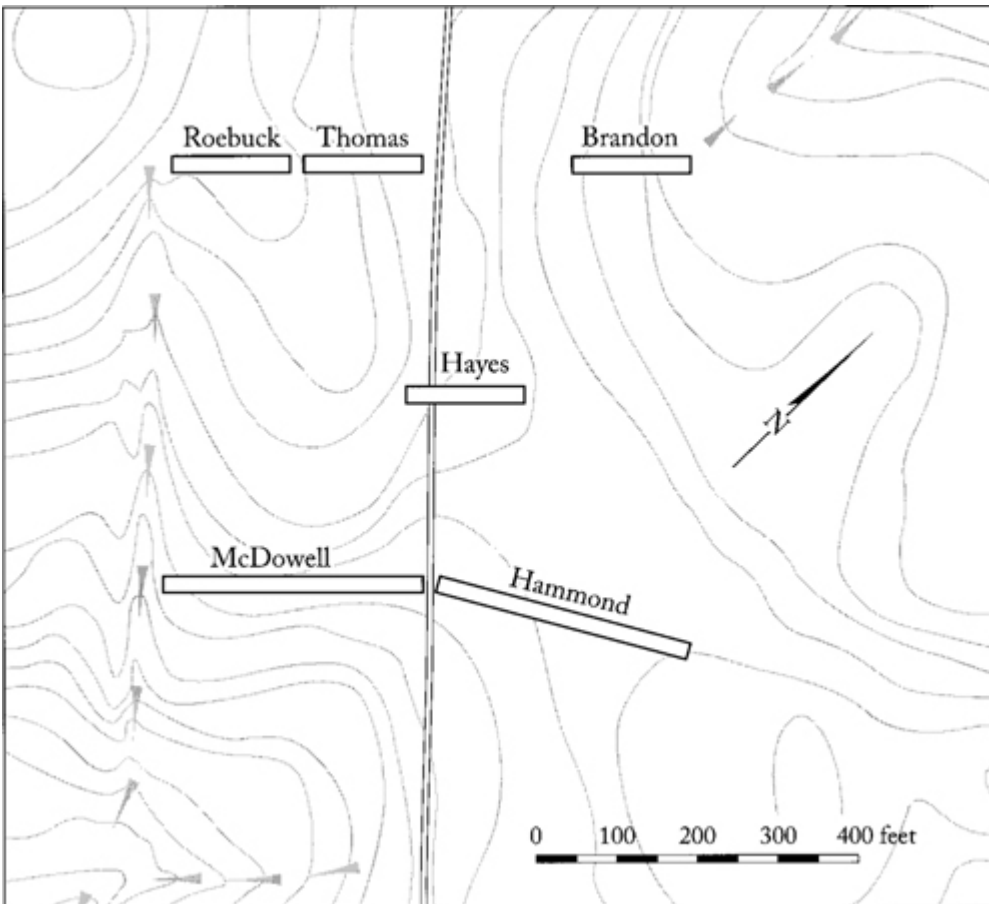 Roebuck Thomas Brandon
Hayes
N
McDowell
Hammond
0 100 200 300 400 feet